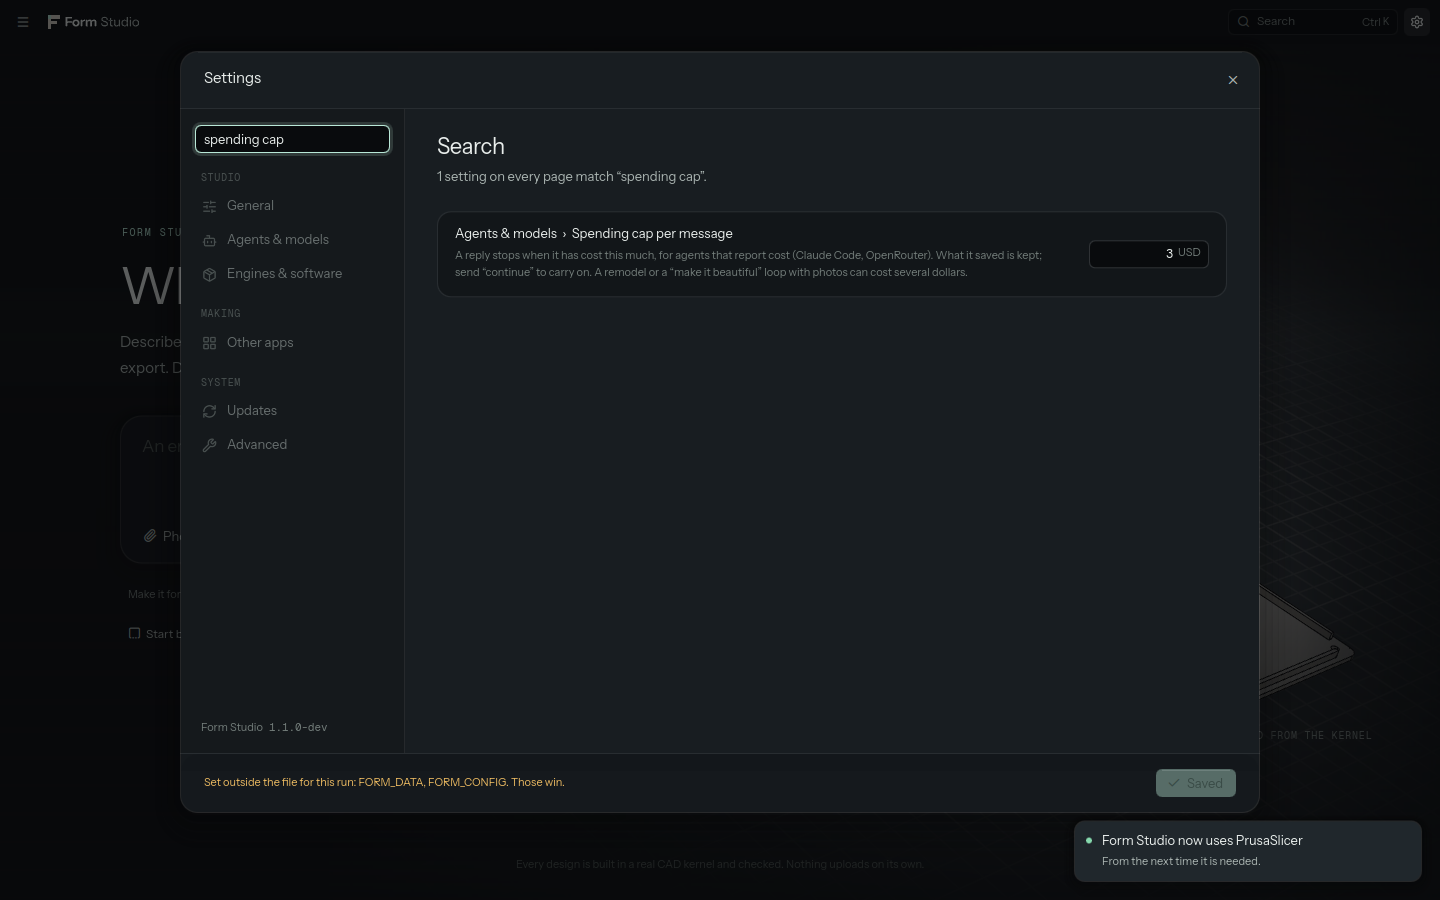 Form Studio
Search Ctrl K
Settings
spending cap
STUDIO
General
Agents & models
Engines & software
MAKING
Other apps
SYSTEM
Updates
Advanced
Form Studio 1.1.0-dev
Search
1 setting on every page match “spending cap”.
Agents & models › Spending cap per message
A reply stops when it has cost this much, for agents that report cost (Claude Code, OpenRouter). What it saved is kept;
send “continue” to carry on. A remodel or a “make it beautiful” loop with photos can cost several dollars.
3 USD
Set outside the file for this run: FORM_DATA, FORM_CONFIG. Those win.
Saved
FORM STU
Describe
export. D
An e
Make it for
Start b
FROM THE KERNEL
Every design is built in a real CAD kernel and checked. Nothing uploads on its own.
Form Studio now uses PrusaSlicer
From the next time it is needed.